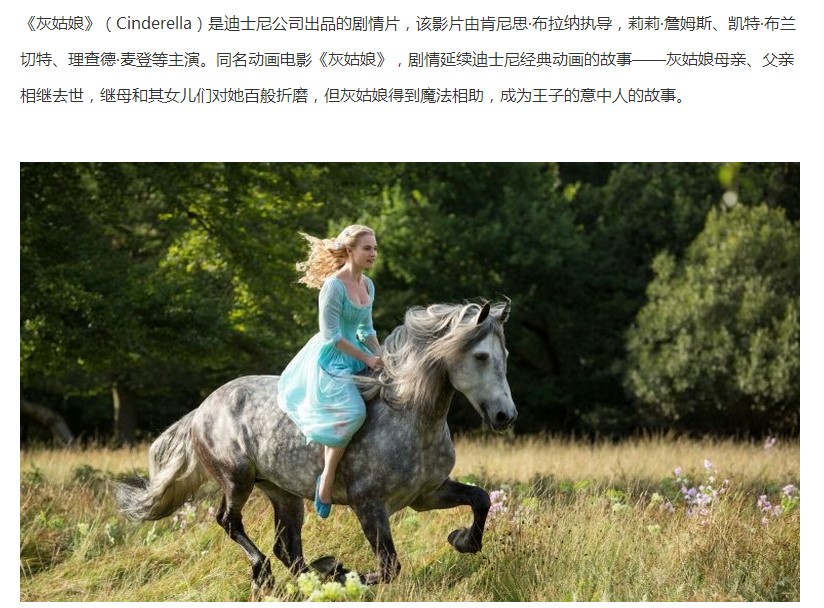 《灰姑娘》（Cinderella）是迪士尼公司出品的剧情片，该影片由肯尼思·布拉纳执导，莉莉·詹姆斯、凯特·布兰
切特、理查德·麦登等主演。同名动画电影《灰姑娘》，剧情延续迪士尼经典动画的故事——灰姑娘母亲、父亲
相继去世，继母和其女儿们对她百般折磨，但灰姑娘得到魔法相助，成为王子的意中人的故事。